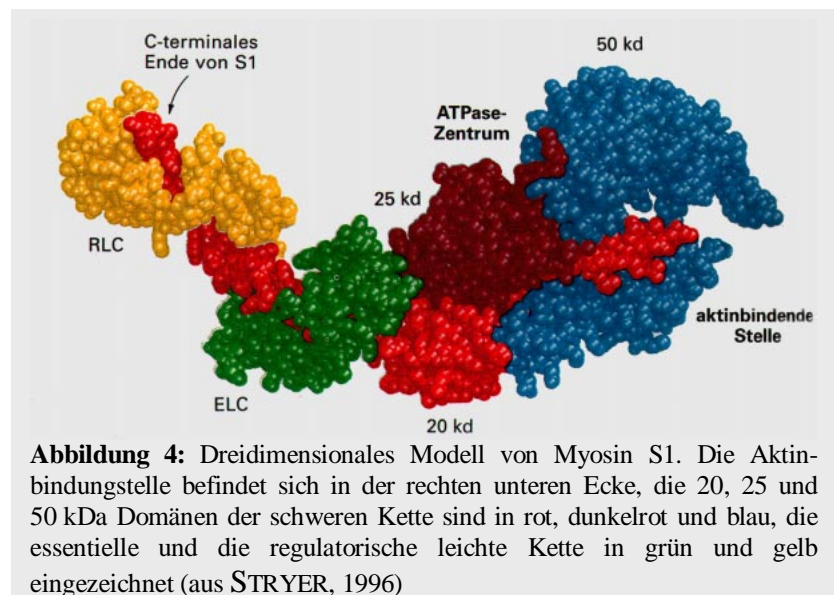 C-terminales
Ende von S1
50 kd
ATPase-
Zentrum
25 kd
RLC
aktinbindende
Stelle
ELC
20 kd
Abbildung 4: Dreidimensionales Modell von Myosin S1. Die Aktin-
bindungstelle befindet sich in der rechten unteren Ecke, die 20, 25 und
50 kDa Domänen der schweren Kette sind in rot, dunkelrot und blau, die
essentielle und die regulatorische leichte Kette in grün und gelb
eingezeichnet (aus STRYER, 1996)